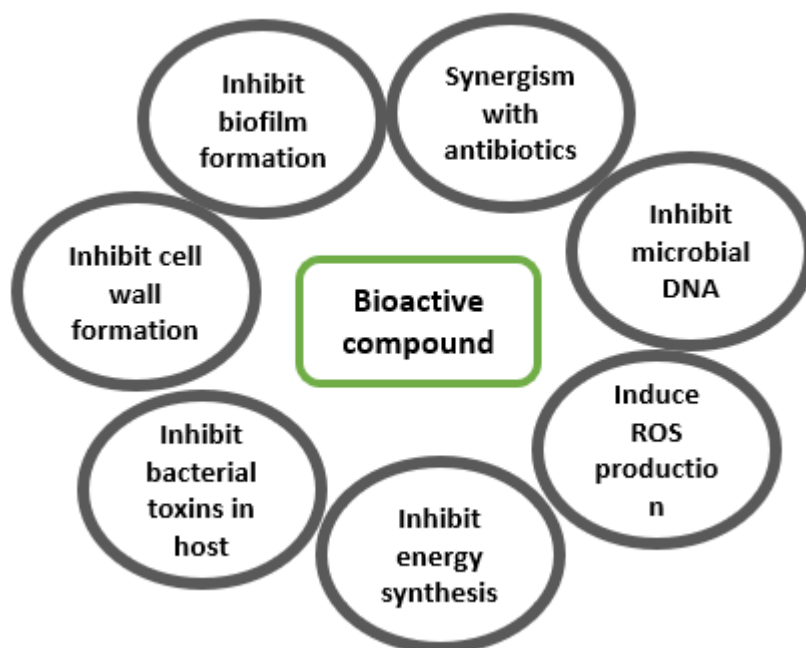 Inhibit
biofilm
formation
Synergism
with
antibiotics
Inhibit
microbial
DNA
Inhibit cell
wall
formation
Bioactive
compound
Induce
ROS
productio
n
Inhibit
bacterial
toxins in
host
Inhibit
energy
synthesis